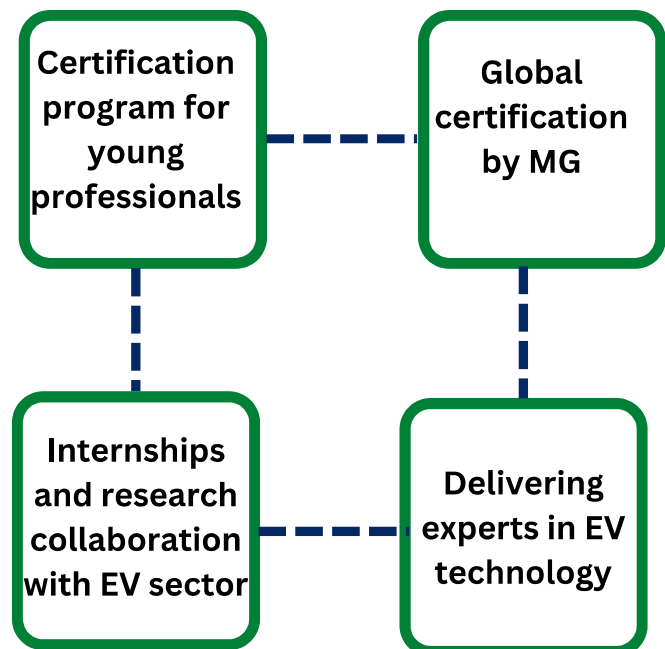 Certification
program for
young
professionals
Global
certification
by MG
Internships
and research
collaboration
with EV sector
Delivering
experts in EV
technology